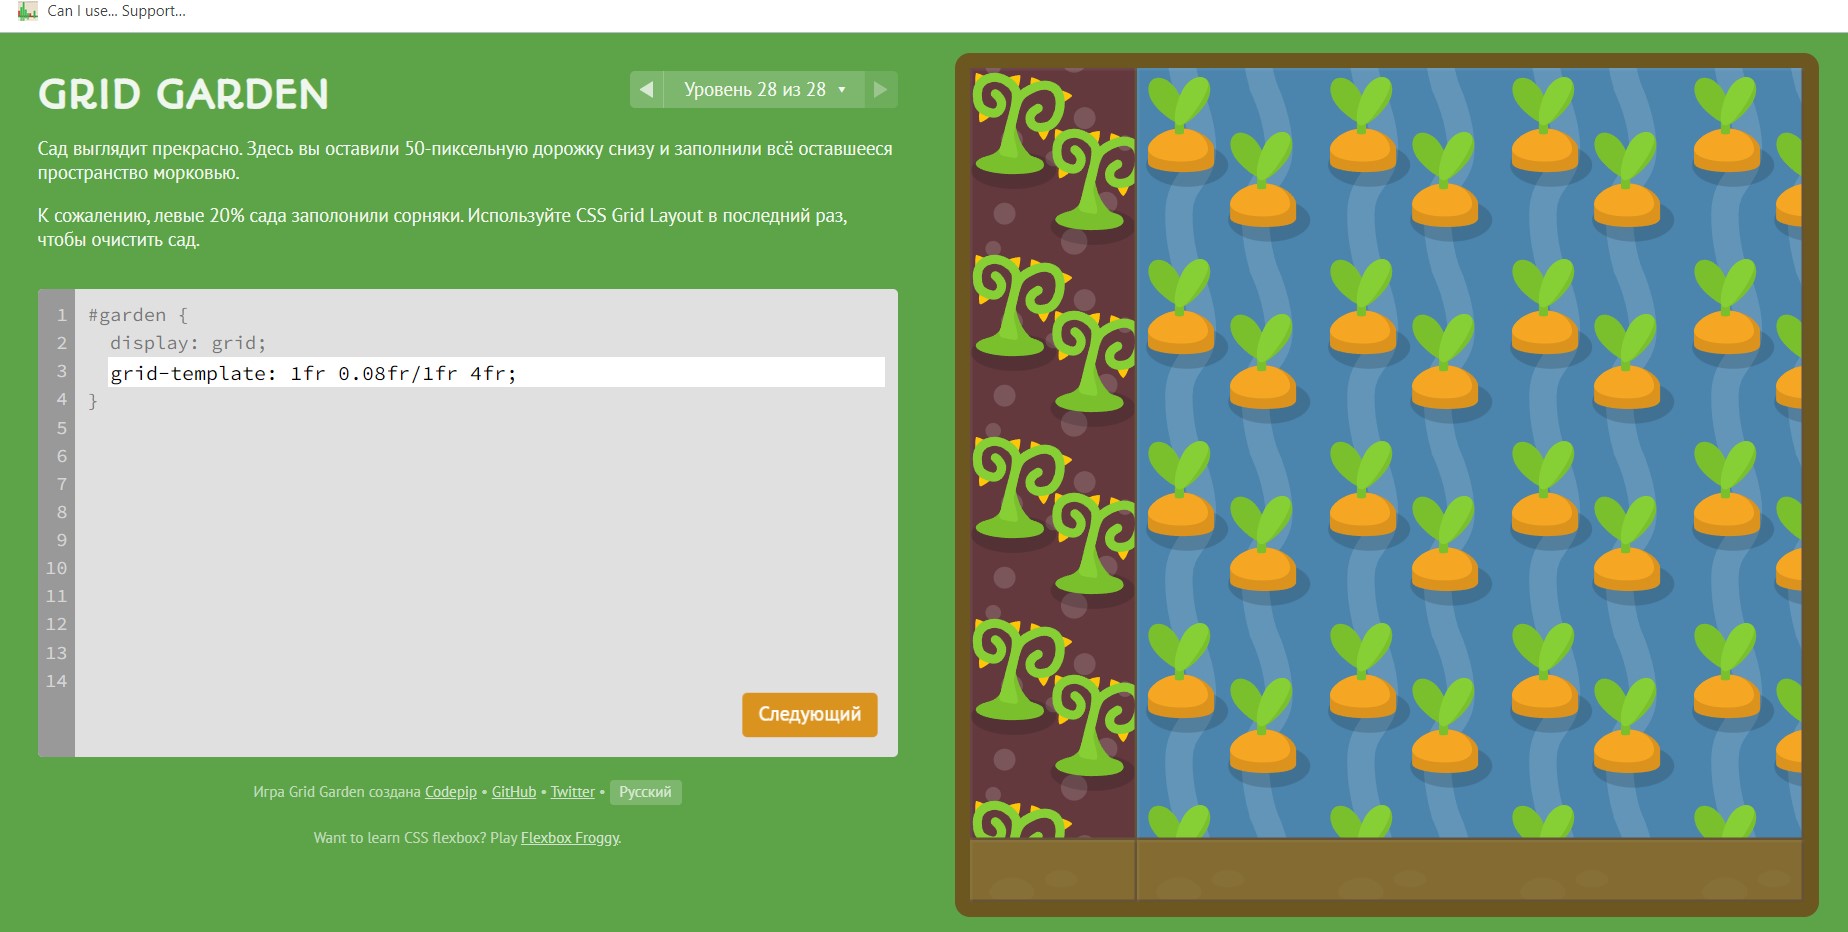 Can I use... Support...
GRID GARDEN
◀ Уровень 28 из 28 ▼ ▶
Сад выглядит прекрасно. Здесь вы оставили 50-пиксельную дорожку снизу и заполнили всё оставшееся
пространство морковью.
К сожалению, левые 20% сада заполонили сорняки. Используйте CSS Grid Layout в последний раз,
чтобы очистить сад.
1 #garden {
2 display: grid;
3 grid-template: 1fr 0.08fr/1fr 4fr;
4 }
5
6
7
8
9
10
11
12
13
14
Следующий
Игра Grid Garden создана Codepip • GitHub • Twitter • Русский
Want to learn CSS flexbox? Play Flexbox Froggy.